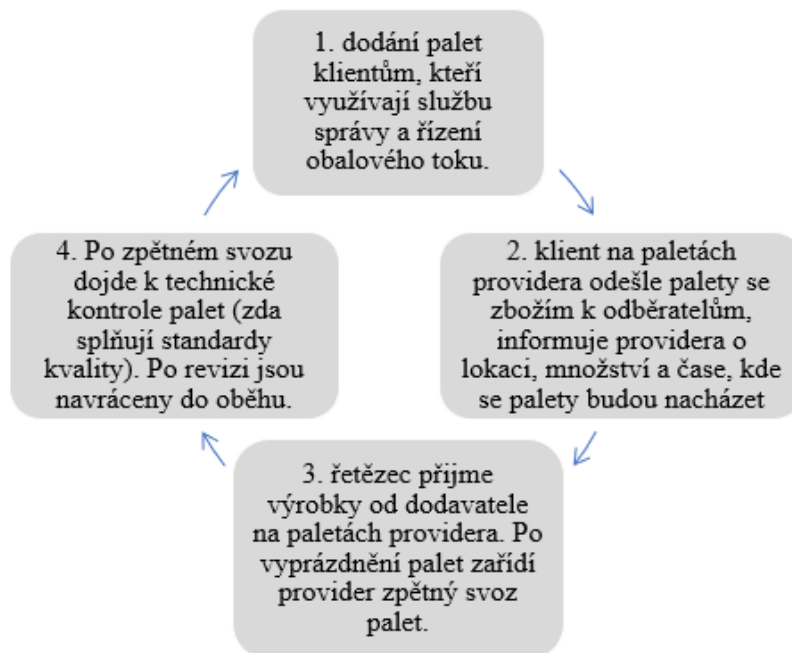 1. dodání palet
klientům, kteří
využívají službu
správy a řízení
obalového toku.
2. klient na paletách
providera odešle palety se
zbožím k odběratelům,
informuje providera o
lokaci, množství a čase, kde
se palety budou nacházet
3. řetězec přijme
výrobky od dodavatele
na paletách providera. Po
vyprázdnění palet zařídí
provider zpětný svoz
palet.
4. Po zpětném svozu
dojde k technické
kontrole palet (zda
splňují standardy
kvality). Po revizi jsou
navráceny do oběhu.